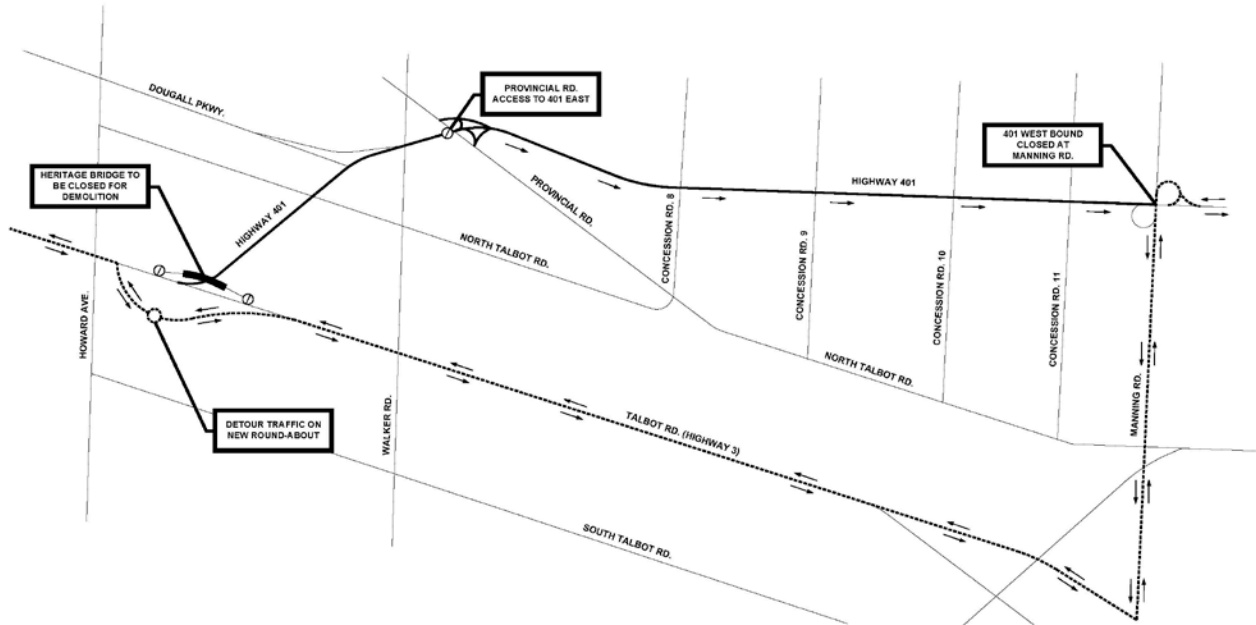 PROVINCIAL RD.
ACCESS TO 401 EAST
DOUGALL PKWY.
401 WEST BOUND
CLOSED AT
MANNING RD.
HERITAGE BRIDGE TO
BE CLOSED FOR
DEMOLITION
HIGHWAY 401
PROVINCIAL RD.
HIGHWAY 401
CONCESSION RD. 8
NORTH TALBOT RD.
CONCESSION RD. 9
CONCESSION RD. 10
CONCESSION RD. 11
HOWARD AVE.
NORTH TALBOT RD.
MANNING RD.
WALKER RD.
DETOUR TRAFFIC ON
NEW ROUND-ABOUT
TALBOT RD. (HIGHWAY 3)
SOUTH TALBOT RD.